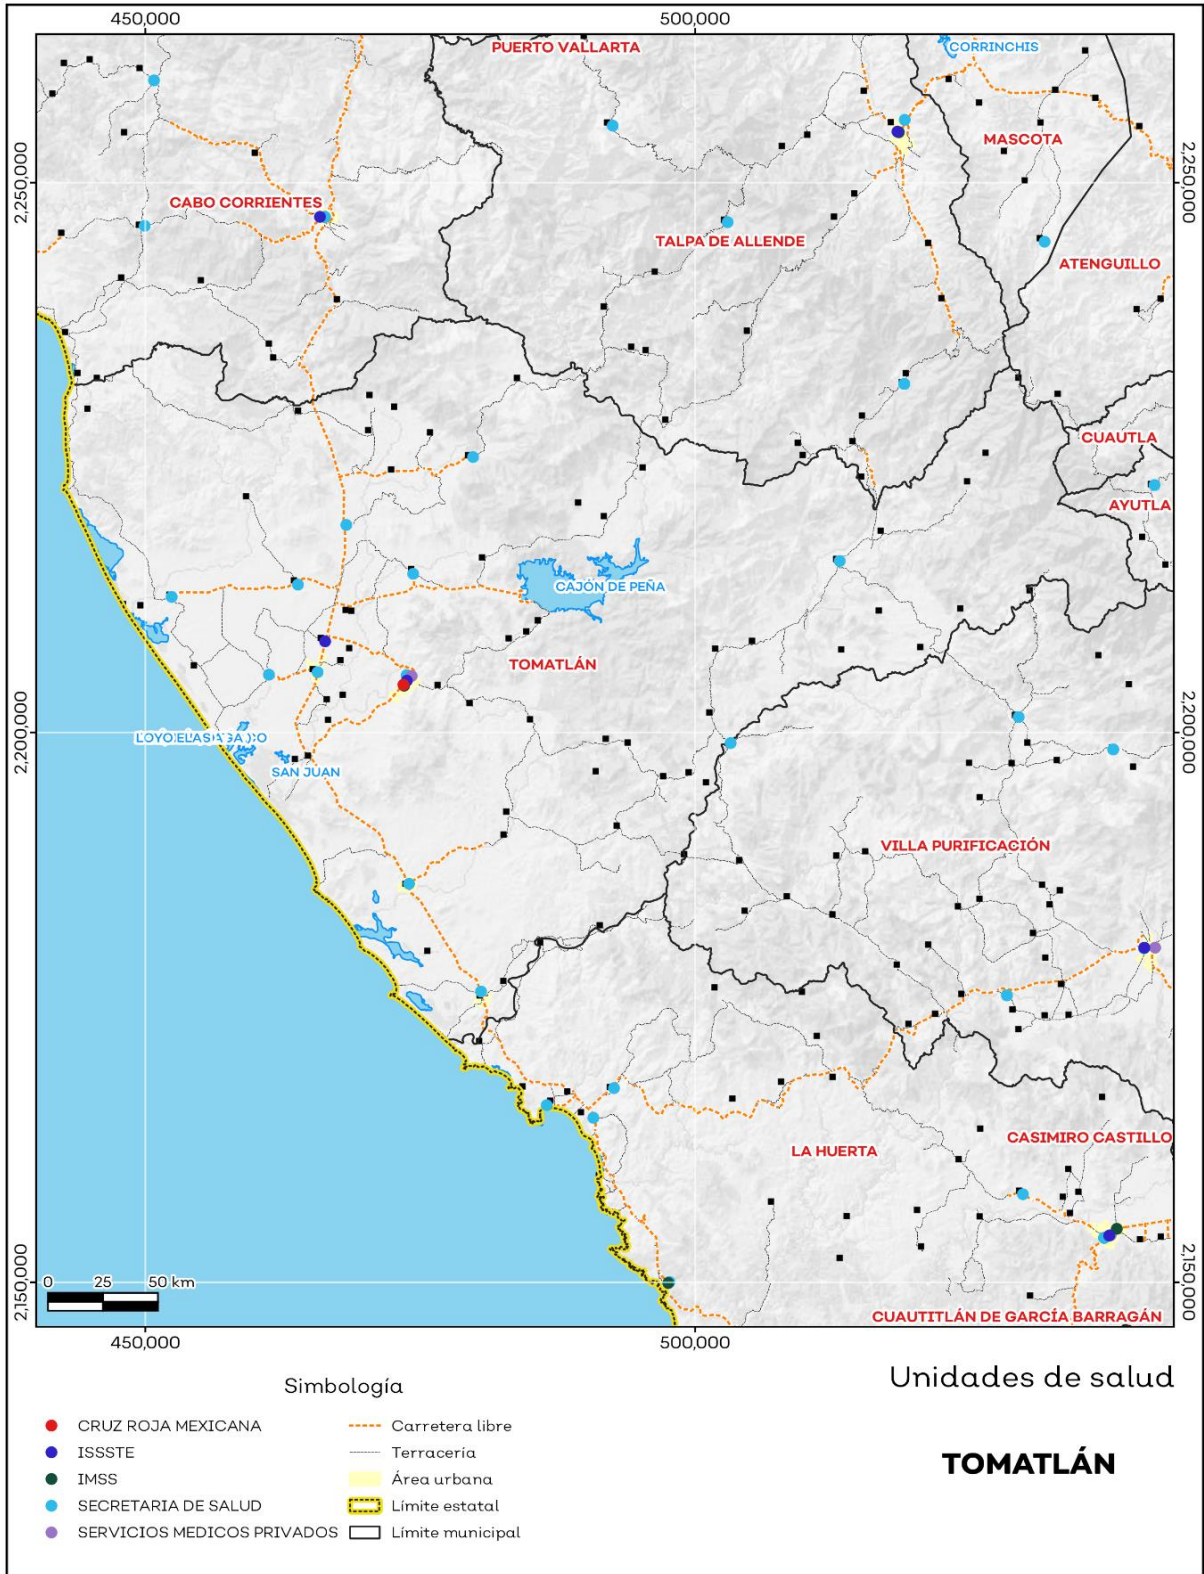 450,000
500,000
PUERTO VALLARTA
CORRINCHIS
MASCOTA
2,250,000
2,250,000
CABO CORRIENTES
TALPA DE ALLENDE
ATENGUILLO
CUAUTLA
AYUTLA
CAJÓN DE PEÑA
TOMATLÁN
2,200,000
2,200,000
SAN JUAN
VILLA PURIFICACIÓN
LA HUERTA
CASIMIRO CASTILLO
2,150,000
2,150,000
0 25 50 km
CUAUTITLÁN DE GARCÍA BARRAGÁN
450,000
500,000
Unidades de salud
TOMATLÁN
Simbología
CRUZ ROJA MEXICANA
ISSSTE
IMSS
SECRETARIA DE SALUD
SERVICIOS MEDICOS PRIVADOS
Carretera libre
Terracería
Área urbana
Límite estatal
Límite municipal